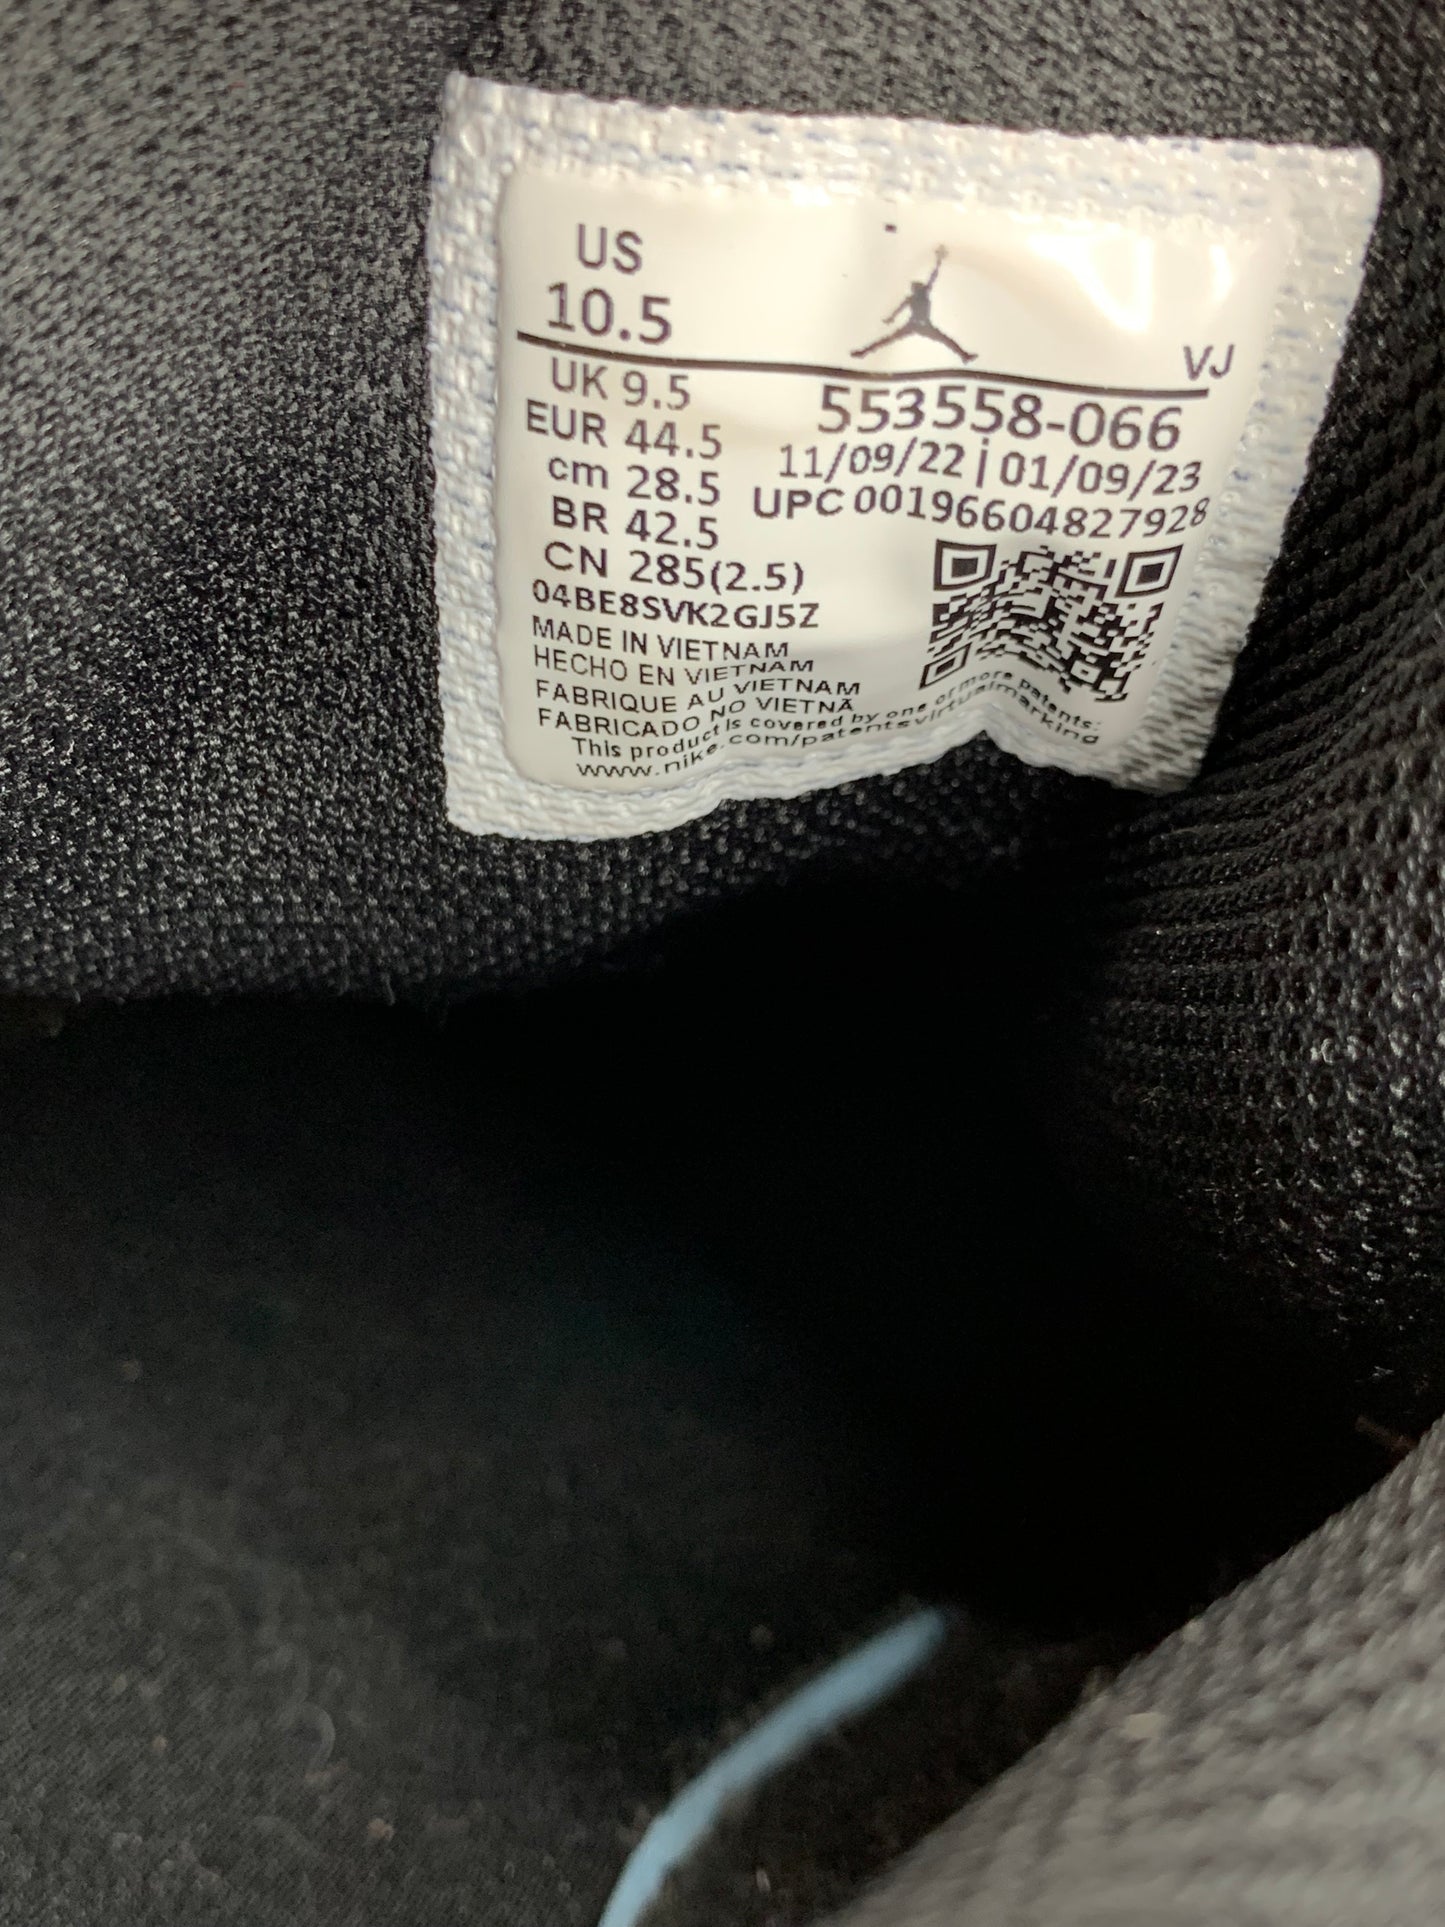 US
10.5
VJ
UK 9.5
553558-066
EUR 44.5
11/09/22 | 01/09/23
cm 28.5
UPC 00196604827928
BR 42.5
CN 285(2.5)
04BE8SVK2GJ5Z
MADE IN VIETNAM
HECHO EN VIETNAM
FABRIQUE AU VIETNAM
FABRICADO NO VIETNÃ
This product is covered by one or more patents:
www.nike.com/patentsvirtualmarking